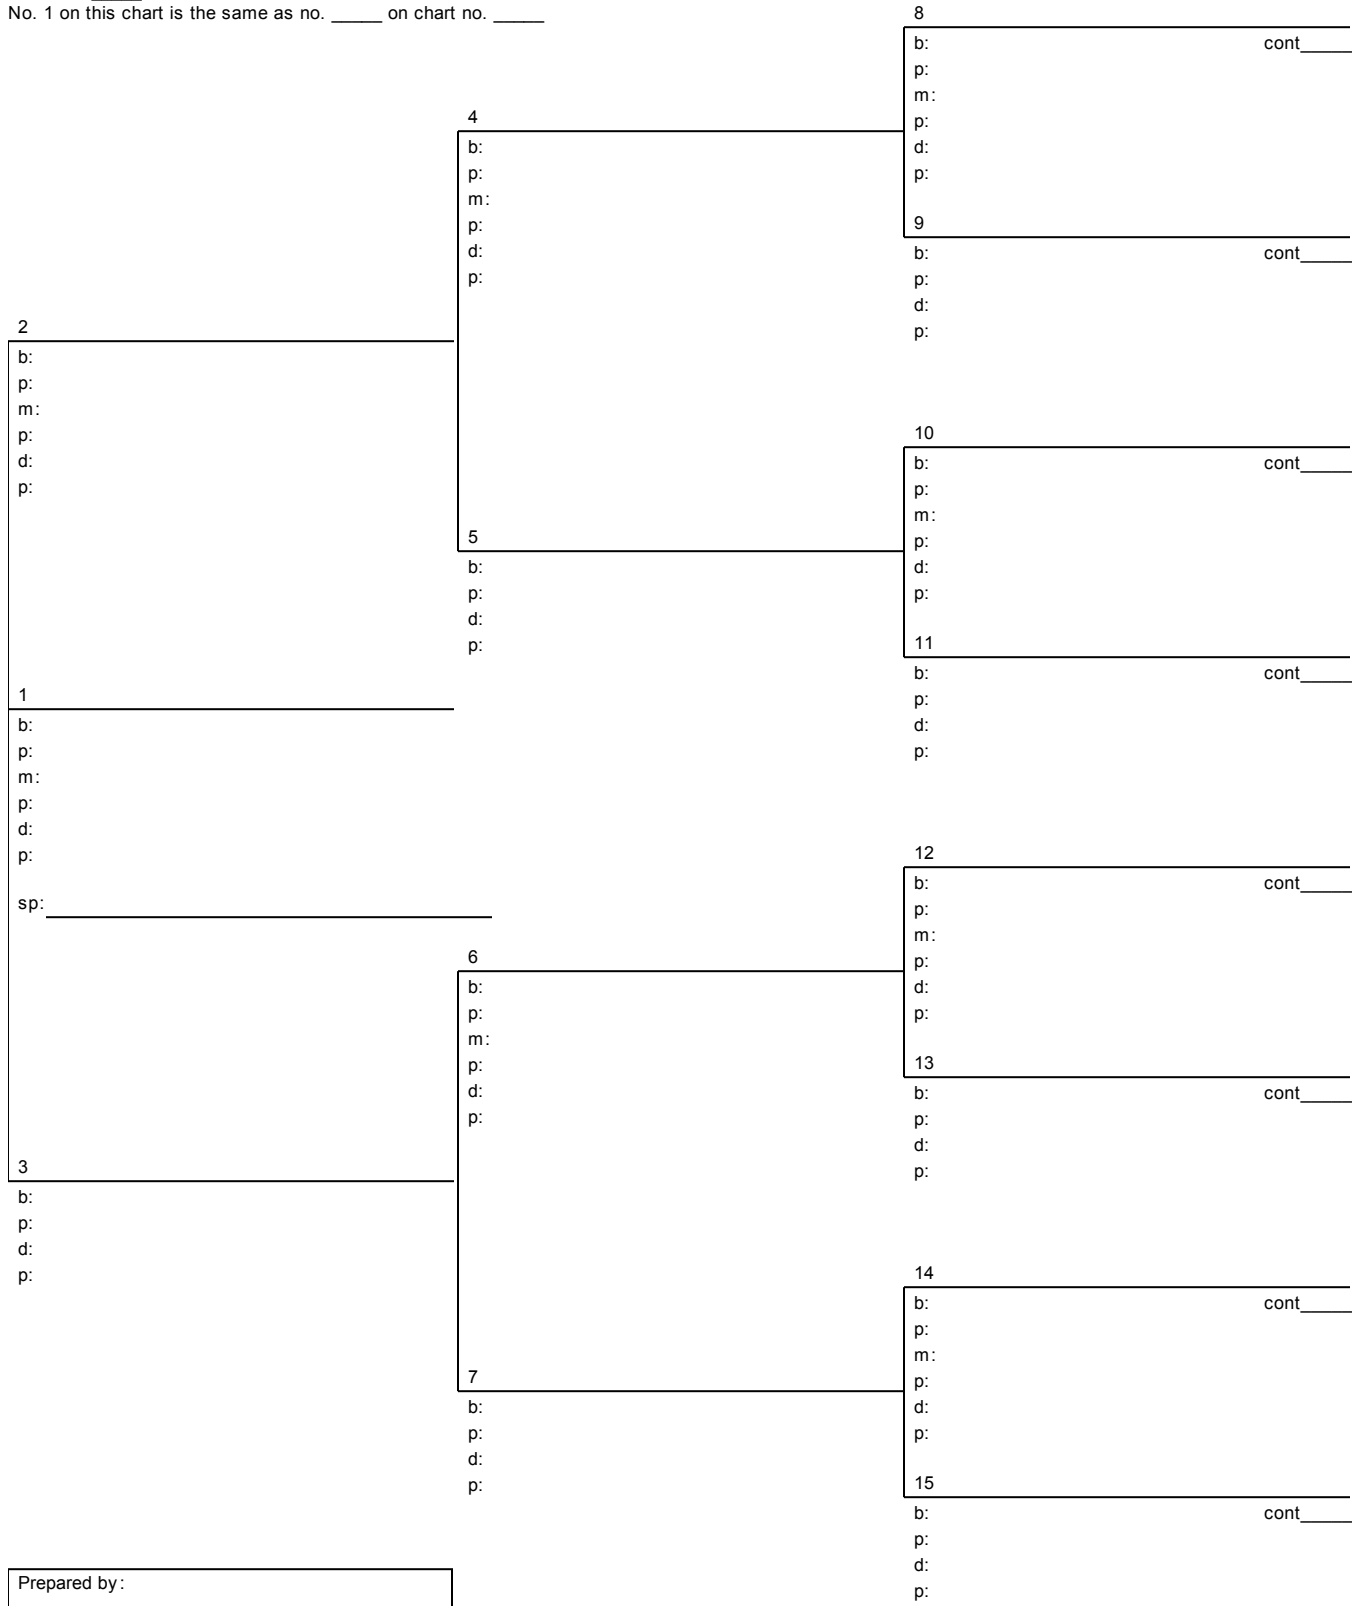 No. 1 on this chart is the same as no. _____ on chart no. _____
8
b: cont_____
p:
m:
p:
d:
p:
4
b:
p:
m:
p:
d:
p:
9
b: cont_____
p:
d:
p:
2
b:
p:
m:
p:
d:
p:
10
b: cont_____
p:
m:
p:
d:
p:
5
b:
p:
d:
p:
11
b: cont_____
p:
d:
p:
1
b:
p:
m:
p:
d:
p:
sp:
12
b: cont_____
p:
m:
p:
d:
p:
6
b:
p:
m:
p:
d:
p:
13
b: cont_____
p:
d:
p:
3
b:
p:
d:
p:
14
b: cont_____
p:
m:
p:
d:
p:
7
b:
p:
d:
p:
15
b: cont_____
p:
d:
p:
Prepared by: